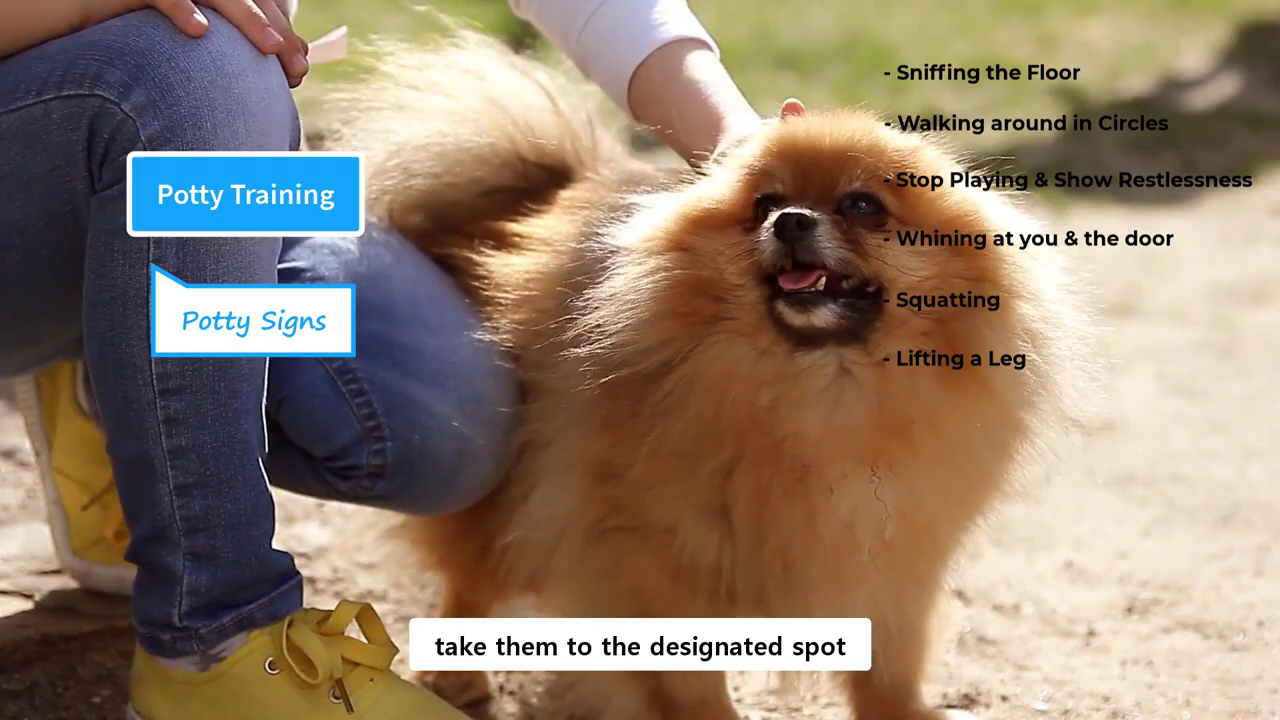 Potty Training
Potty Signs
- Sniffing the Floor
- Walking around in Circles
- Stop Playing & Show Restlessness
- Whining at you & the door
- Squatting
- Lifting a Leg
take them to the designated spot